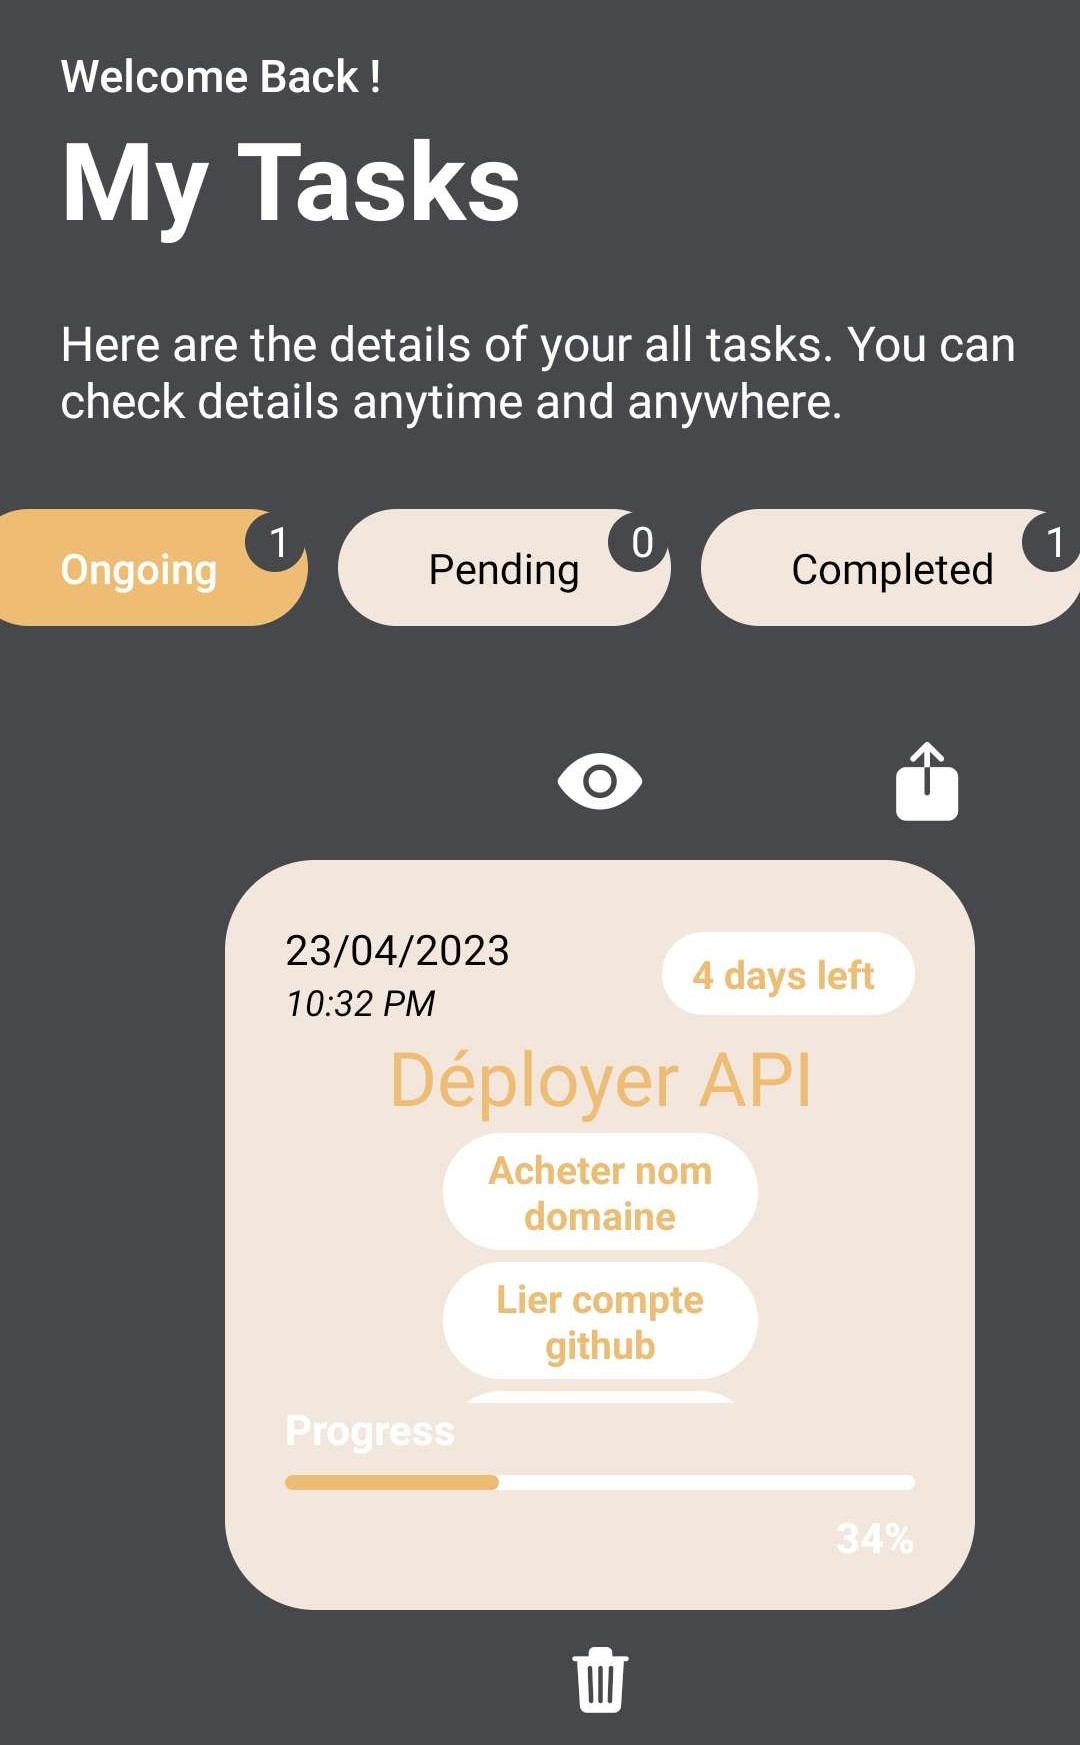 Welcome Back !
My Tasks
Here are the details of your all tasks. You can
check details anytime and anywhere.
Ongoing
1
Pending
0
Completed
1
23/04/2023
10:32 PM
4 days left
Déployer API
Acheter nom
domaine
Lier compte
github
Progress
34%